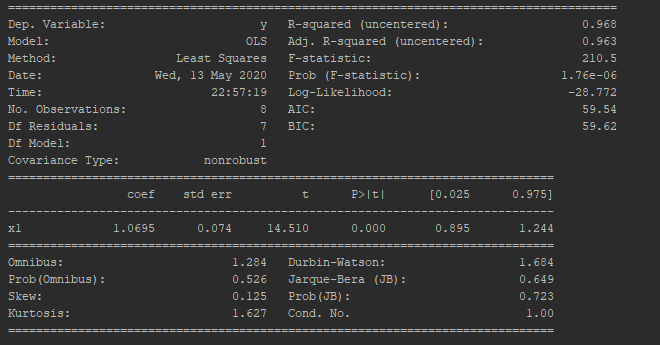 ==============================================================================
Dep. Variable: y R-squared (uncentered): 0.968
Model: OLS Adj. R-squared (uncentered): 0.963
Method: Least Squares F-statistic: 210.5
Date: Wed, 13 May 2020 Prob (F-statistic): 1.76e-06
Time: 22:57:19 Log-Likelihood: -28.772
No. Observations: 8 AIC: 59.54
Df Residuals: 7 BIC: 59.62
Df Model: 1
Covariance Type: nonrobust
==============================================================================
coef std err t P>|t| [0.025 0.975]
------------------------------------------------------------------------------
x1 1.0695 0.074 14.510 0.000 0.895 1.244
==============================================================================
Omnibus: 1.284 Durbin-Watson: 1.684
Prob(Omnibus): 0.526 Jarque-Bera (JB): 0.649
Skew: 0.125 Prob(JB): 0.723
Kurtosis: 1.627 Cond. No. 1.00
==============================================================================